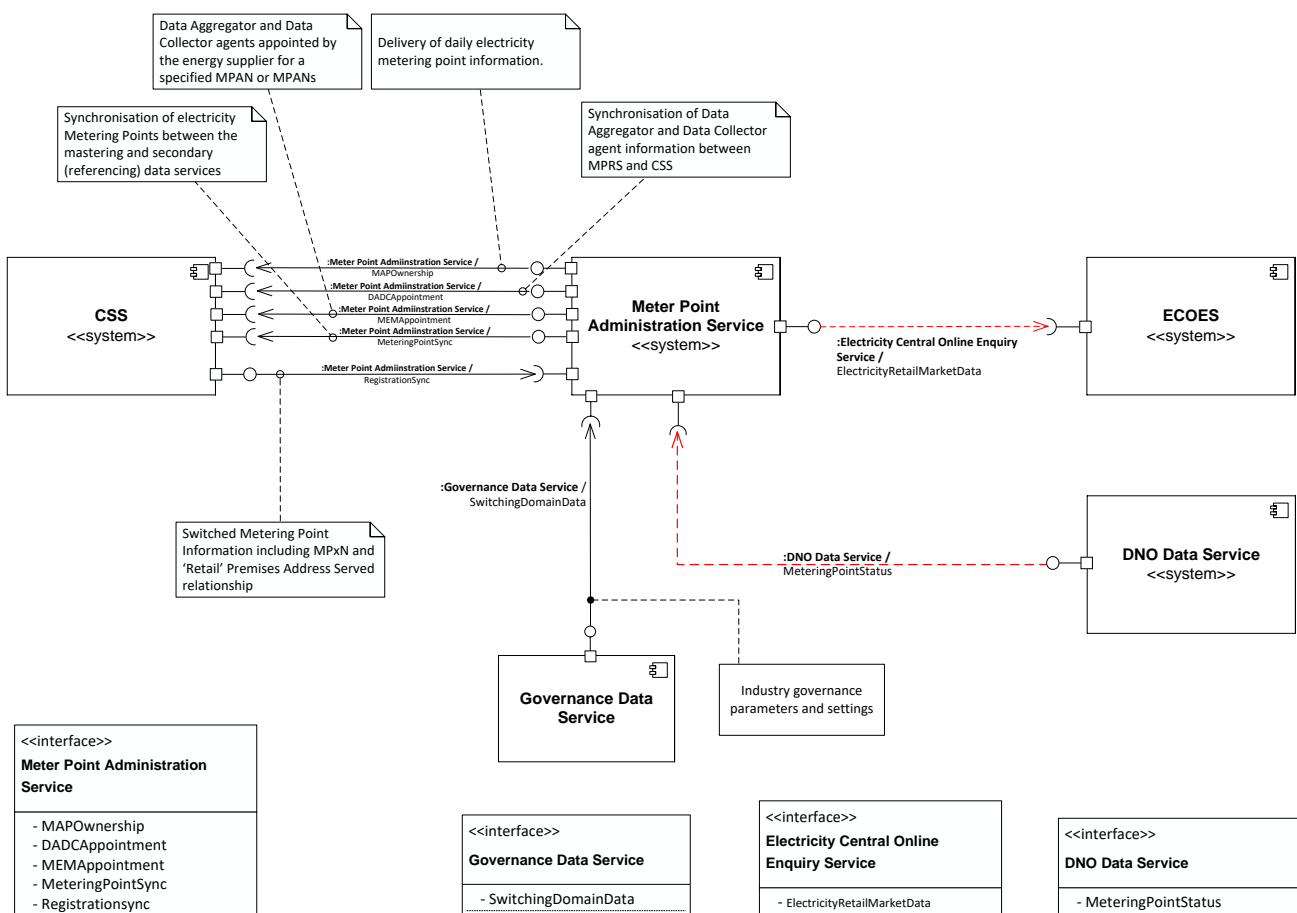 Data Aggregator and Data
Collector agents appointed by
the energy supplier for a
specified MPAN or MPANs
Delivery of daily electricity
metering point information.
Synchronisation of electricity
Metering Points between the
mastering and secondary
(referencing) data services
Synchronisation of Data
Aggregator and Data Collector
agent information between
MPRS and CSS
CSS
<<system>>
:Meter Point Admiinstration Service /
MAPOwnership
:Meter Point Admiinstration Service /
DADCAppointment
:Meter Point Admiinstration Service /
MEMAppointment
:Meter Point Admiinstration Service /
MeteringPointSync
:Meter Point Admiinstration Service /
RegistrationSync
Meter Point
Administration Service
<<system>>
:Electricity Central Online Enquiry
Service /
ElectricityRetailMarketData
ECOES
<<system>>
:Governance Data Service /
SwitchingDomainData
Switched Metering Point
Information including MPxN and
‘Retail’ Premises Address Served
relationship
:DNO Data Service /
MeteringPointStatus
DNO Data Service
<<system>>
Governance Data
Service
Industry governance
parameters and settings
<<interface>>
Meter Point Administration
Service
- MAPOwnership
- DADCAppointment
- MEMAppointment
- MeteringPointSync
- Registrationsync
<<interface>>
Governance Data Service
- SwitchingDomainData
<<interface>>
Electricity Central Online
Enquiry Service
- ElectricityRetailMarketData
<<interface>>
DNO Data Service
- MeteringPointStatus